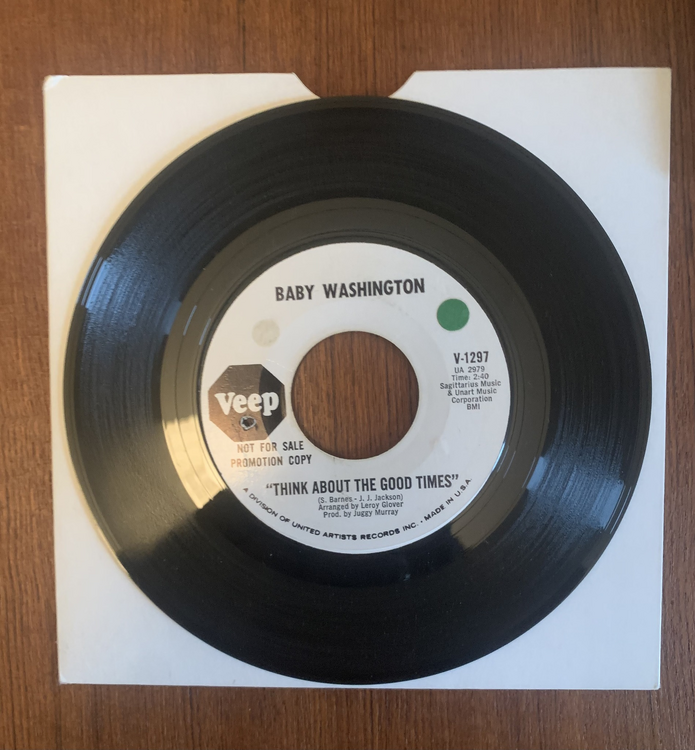 BABY WASHINGTON
V-1297
UA 2979
Time: 2:40
Sagittarius Music
& Unart Music
Corporation
BMI
Veep
NOT FOR SALE
PROMOTION COPY
"THINK ABOUT THE GOOD TIMES"
(S. Barnes - J. J. Jackson)
Arranged by Leroy Glover
Prod. by Juggy Murray
A DIVISION OF UNITED ARTISTS RECORDS INC. • MADE IN U.S.A.